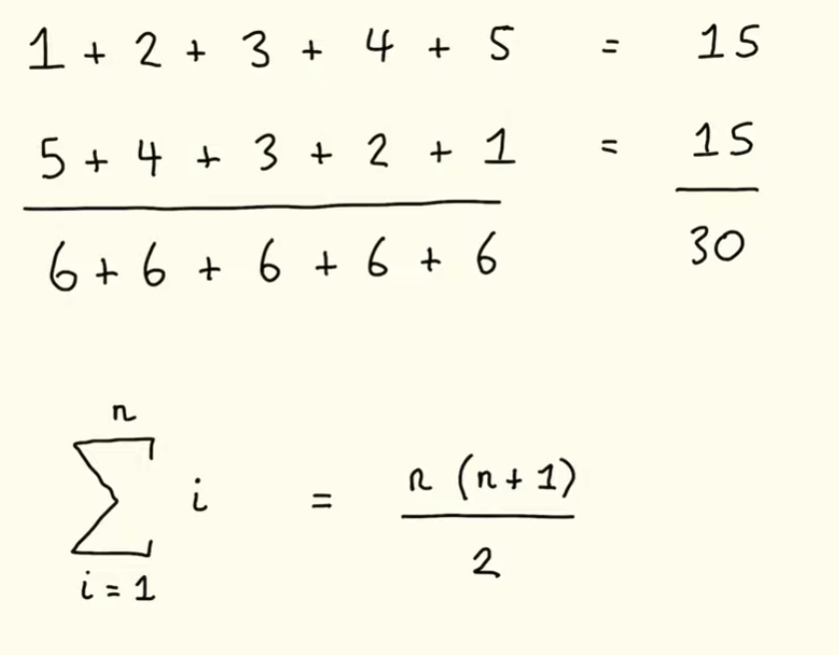 1 + 2 + 3 + 4 + 5 = 15
5 + 4 + 3 + 2 + 1 = 15
6 + 6 + 6 + 6 + 6 30
n
∑ i = n (n + 1)
i = 1 2